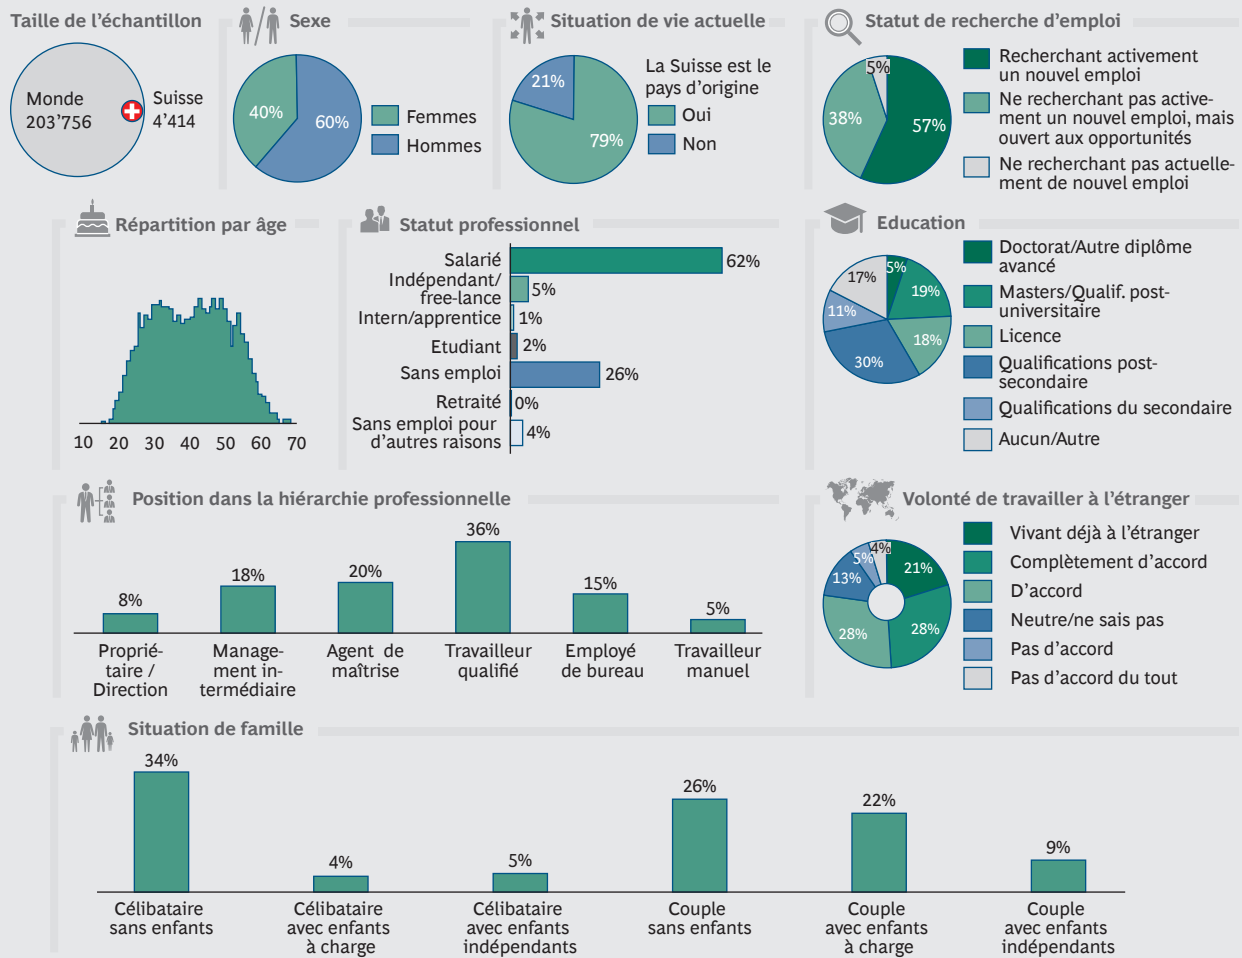 Taille de l’échantillon
Monde
203’756
Suisse
4’414
Sexe
40%
60%
Femmes
Hommes
Situation de vie actuelle
21%
79%
La Suisse est le
pays d’origine
Oui
Non
Statut de recherche d’emploi
5%
38%
57%
Recherchant activement
un nouvel emploi
Ne recherchant pas active-
ment un nouvel emploi, mais
ouvert aux opportunités
Ne recherchant pas actuelle-
ment de nouvel emploi
Répartition par âge
10 20 30 40 50 60 70
Statut professionnel
Salarié
62%
Indépendant/
free-lance
5%
Intern/apprentice
1%
Etudiant
2%
Sans emploi
26%
Retraité
0%
Sans emploi pour
d’autres raisons
4%
Education
17%
5%
19%
11%
18%
30%
Doctorat/Autre diplôme
avancé
Masters/Qualif. post-
universitaire
Licence
Qualifications post-
secondaire
Qualifications du secondaire
Aucun/Autre
Position dans la hiérarchie professionnelle
8%
18%
20%
36%
15%
5%
Proprié-
taire /
Direction
Manage-
ment in-
termédiaire
Agent de
maîtrise
Travailleur
qualifié
Employé
de bureau
Travailleur
manuel
Volonté de travailler à l’étranger
4%
5%
21%
13%
28%
28%
Vivant déjà à l’étranger
Complètement d’accord
D’accord
Neutre/ne sais pas
Pas d’accord
Pas d’accord du tout
Situation de famille
34%
4%
5%
26%
22%
9%
Célibataire
sans enfants
Célibataire
avec enfants
à charge
Célibataire
avec enfants
indépendants
Couple
sans enfants
Couple
avec enfants
à charge
Couple
avec enfants
indépendants